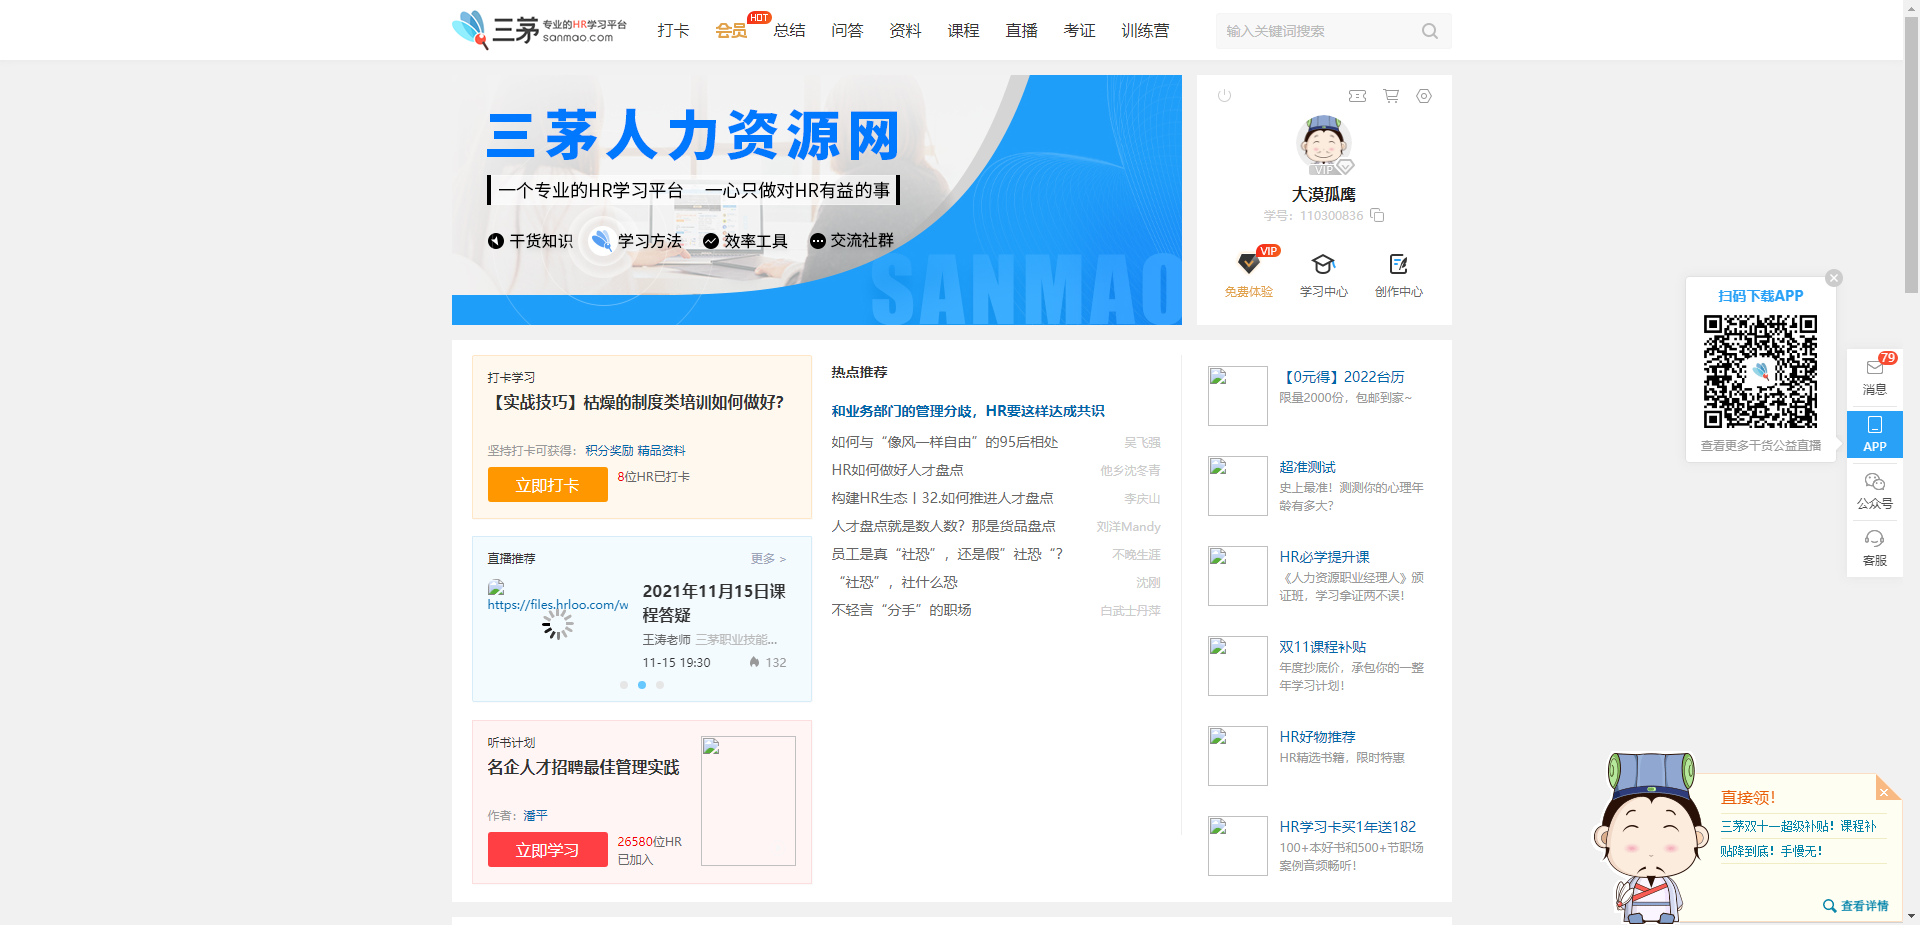 三茅 专业的HR学习平台
sanmao.com
打卡
会员
HOT
总结
问答
资料
课程
直播
考证
训练营
输入关键词搜索
三茅人力资源网
一个专业的HR学习平台 一心只做对HR有益的事
干货知识 学习方法 效率工具 交流社群
SANMAO
VIP
大漠孤鹰
学号：110300836
VIP
免费体验 学习中心 创作中心
打卡学习
【实战技巧】枯燥的制度类培训如何做好？
坚持打卡可获得： 积分奖励 精品资料
立即打卡
8位HR已打卡
直播推荐
更多 >
https://files.hrloo.com/w
2021年11月15日课
程答疑
王涛老师 三茅职业技能...
11-15 19:30
132
听书计划
名企人才招聘最佳管理实践
作者：潘平
立即学习
26580位HR
已加入
热点推荐
和业务部门的管理分歧，HR要这样达成共识
如何与“像风一样自由”的95后相处 吴飞强
HR如何做好人才盘点 他乡沈冬青
构建HR生态丨32.如何推进人才盘点 李庆山
人才盘点就是数人数？那是货品盘点 刘洋Mandy
员工是真“社恐”，还是假”社恐“？ 不晚生涯
“社恐”，社什么恐 沈刚
不轻言“分手”的职场 白武士丹萍
【0元得】2022台历
限量2000份，包邮到家~
超准测试
史上最准！测测你的心理年
龄有多大？
HR必学提升课
《人力资源职业经理人》颁
证班，学习拿证两不误！
双11课程补贴
年度抄底价，承包你的一整
年学习计划！
HR好物推荐
HR精选书籍，限时特惠
HR学习卡买1年送182
100+本好书和500+节职场
案例音频畅听！
扫码下载APP
查看更多干货公益直播
79
消息
APP
公众号
客服
直接领！
三茅双十一超级补贴！课程补
贴降到底！手慢无！
查看详情